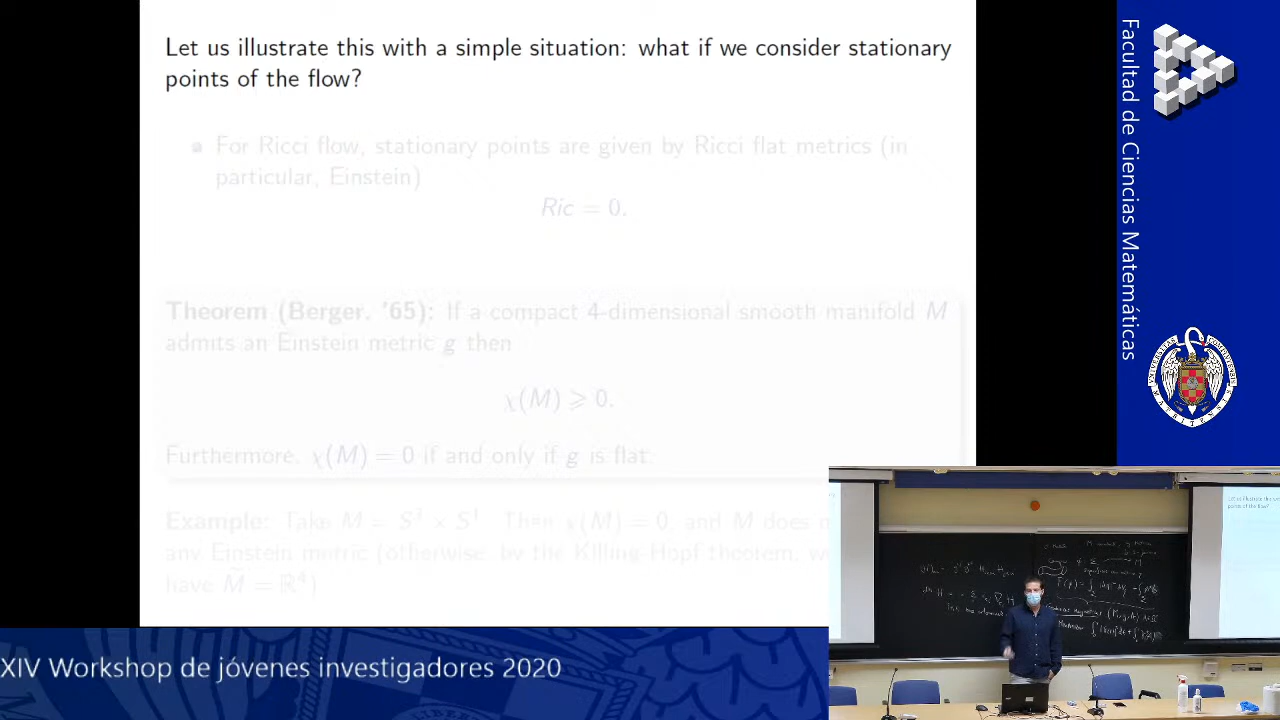 Let us illustrate this with a simple situation: what if we consider stationary
points of the flow?
For Ricci flow, stationary points are given by Ricci flat metrics (in
particular, Einstein)
Ric = 0.
Theorem (Berger. '65): If a compact 4-dimensional smooth manifold M
admits an Einstein metric g then
χ(M) ⩾ 0.
Furthermore, χ(M) = 0 if and only if g is flat.
Example: Take M = S³ × S¹. Then χ(M) = 0, and M does
any Einstein metric (otherwise, by the Killing-Hopf theorem, we
have M̃ = ℝ⁴)
XIV Workshop de jóvenes investigadores 2020
Facultad de Ciencias Matemáticas